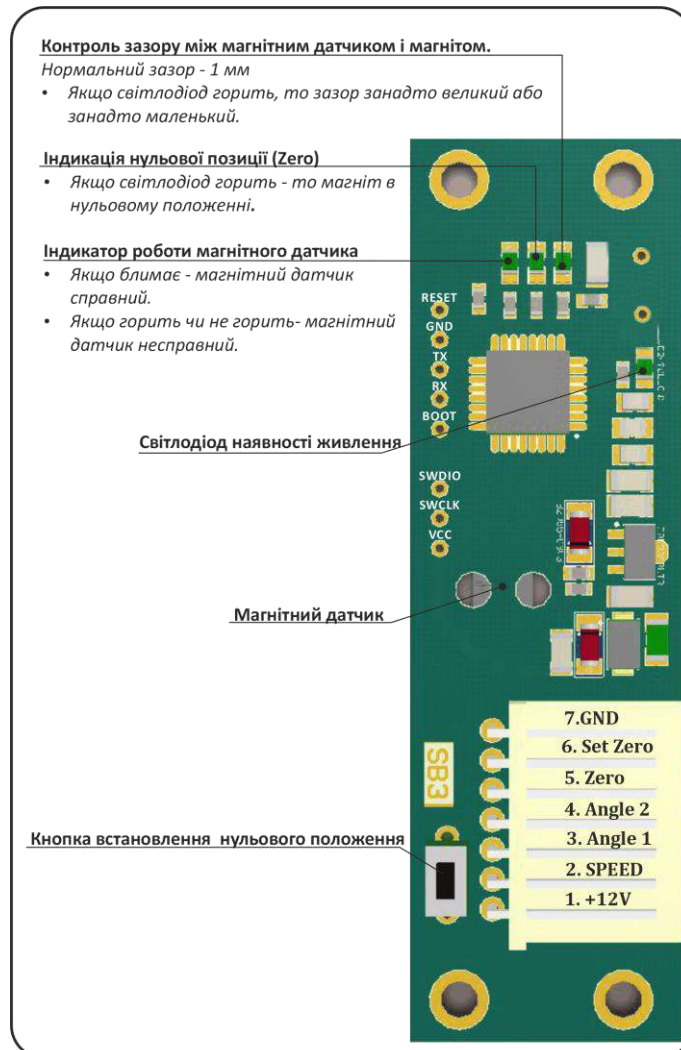 Контроль зазору між магнітним датчиком і магнітом.
Нормальний зазор - 1 мм
• Якщо світлодіод горить, то зазор занадто великий або
занадто маленький.
Індикація нульової позиції (Zero)
• Якщо світлодіод горить - то магніт в
нульовому положенні.
Індикатор роботи магнітного датчика
• Якщо блимає - магнітний датчик
справний.
• Якщо горить чи не горить- магнітний
датчик несправний.
RESET
GND
TX
RX
BOOT
Світлодіод наявності живлення
SWDIO
SWCLK
VCC
Магнітний датчик
7.GND
6. Set Zero
5. Zero
4. Angle 2
3. Angle 1
2. SPEED
1. +12V
SB3
Кнопка встановлення нульового положення